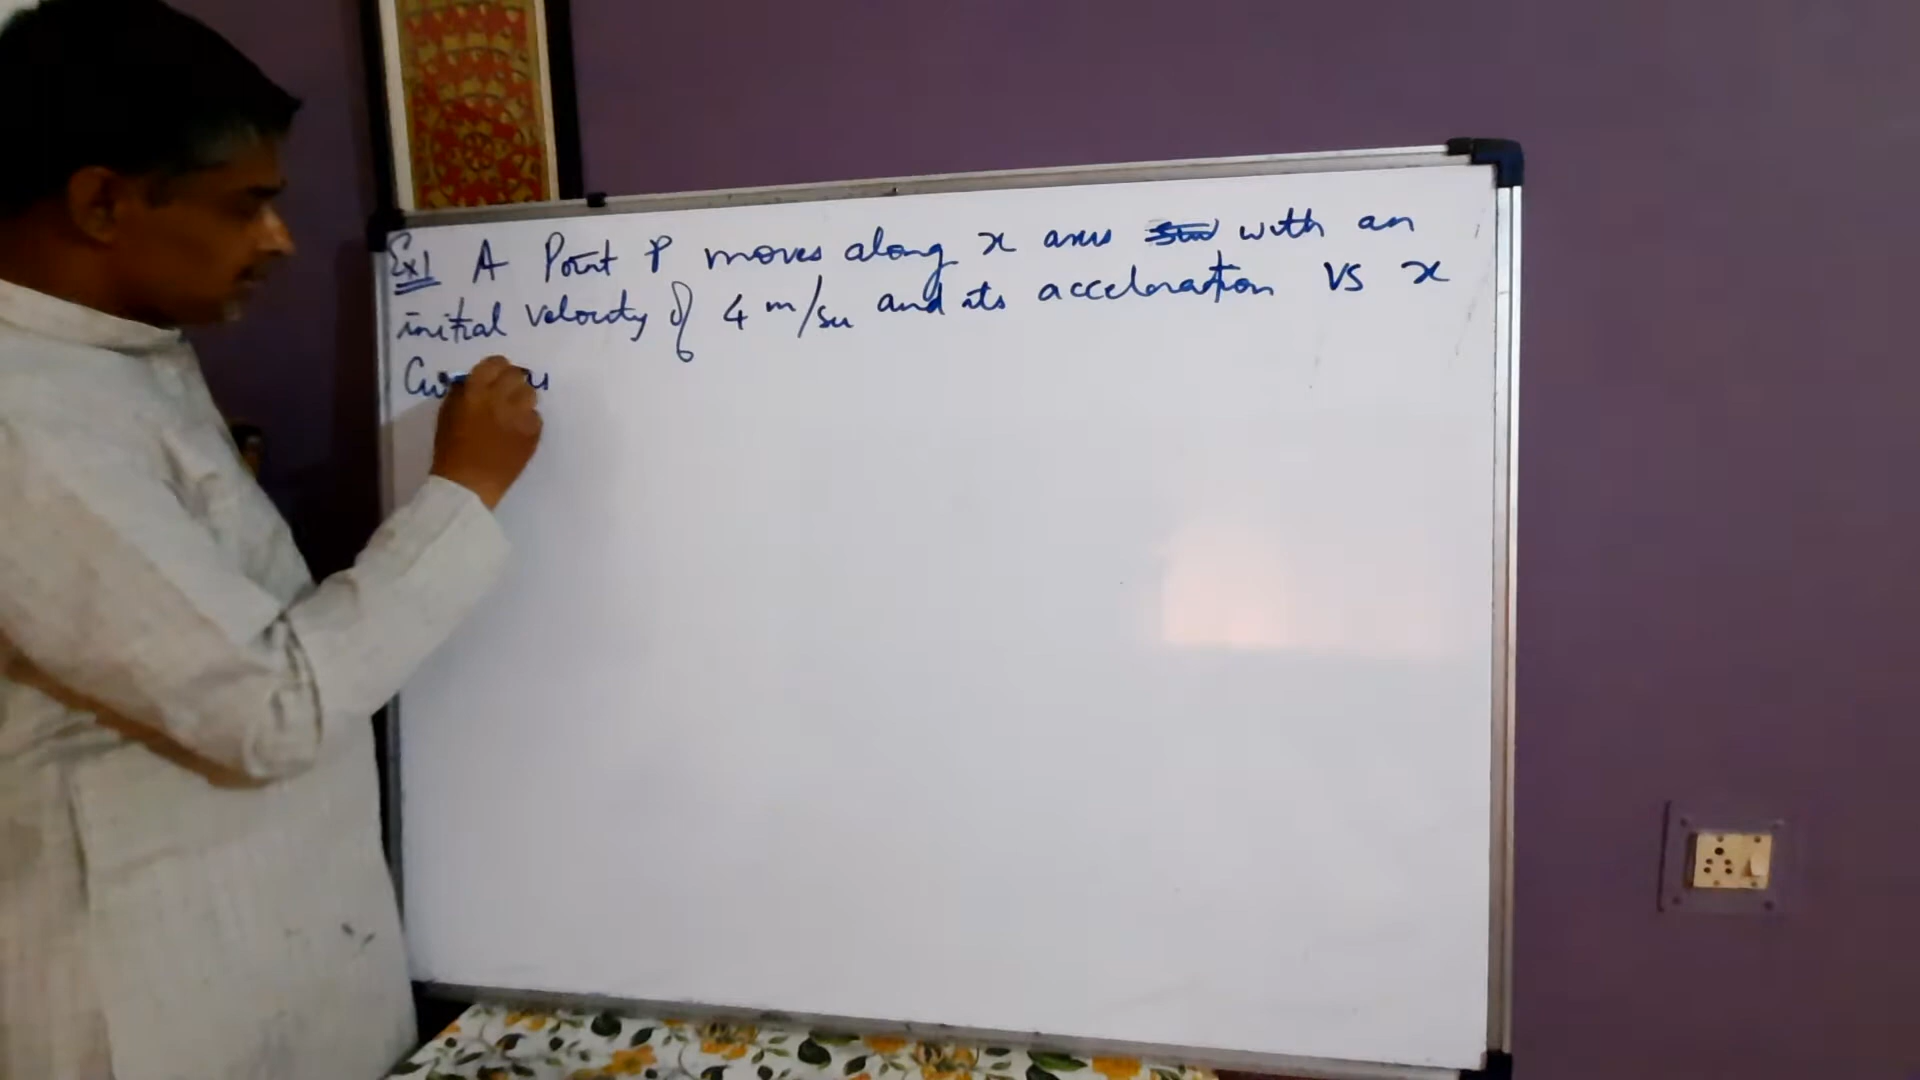 Ex1 A Point P moves along x axis with an
initial velocity of 4 m/sec and its acceleration vs x